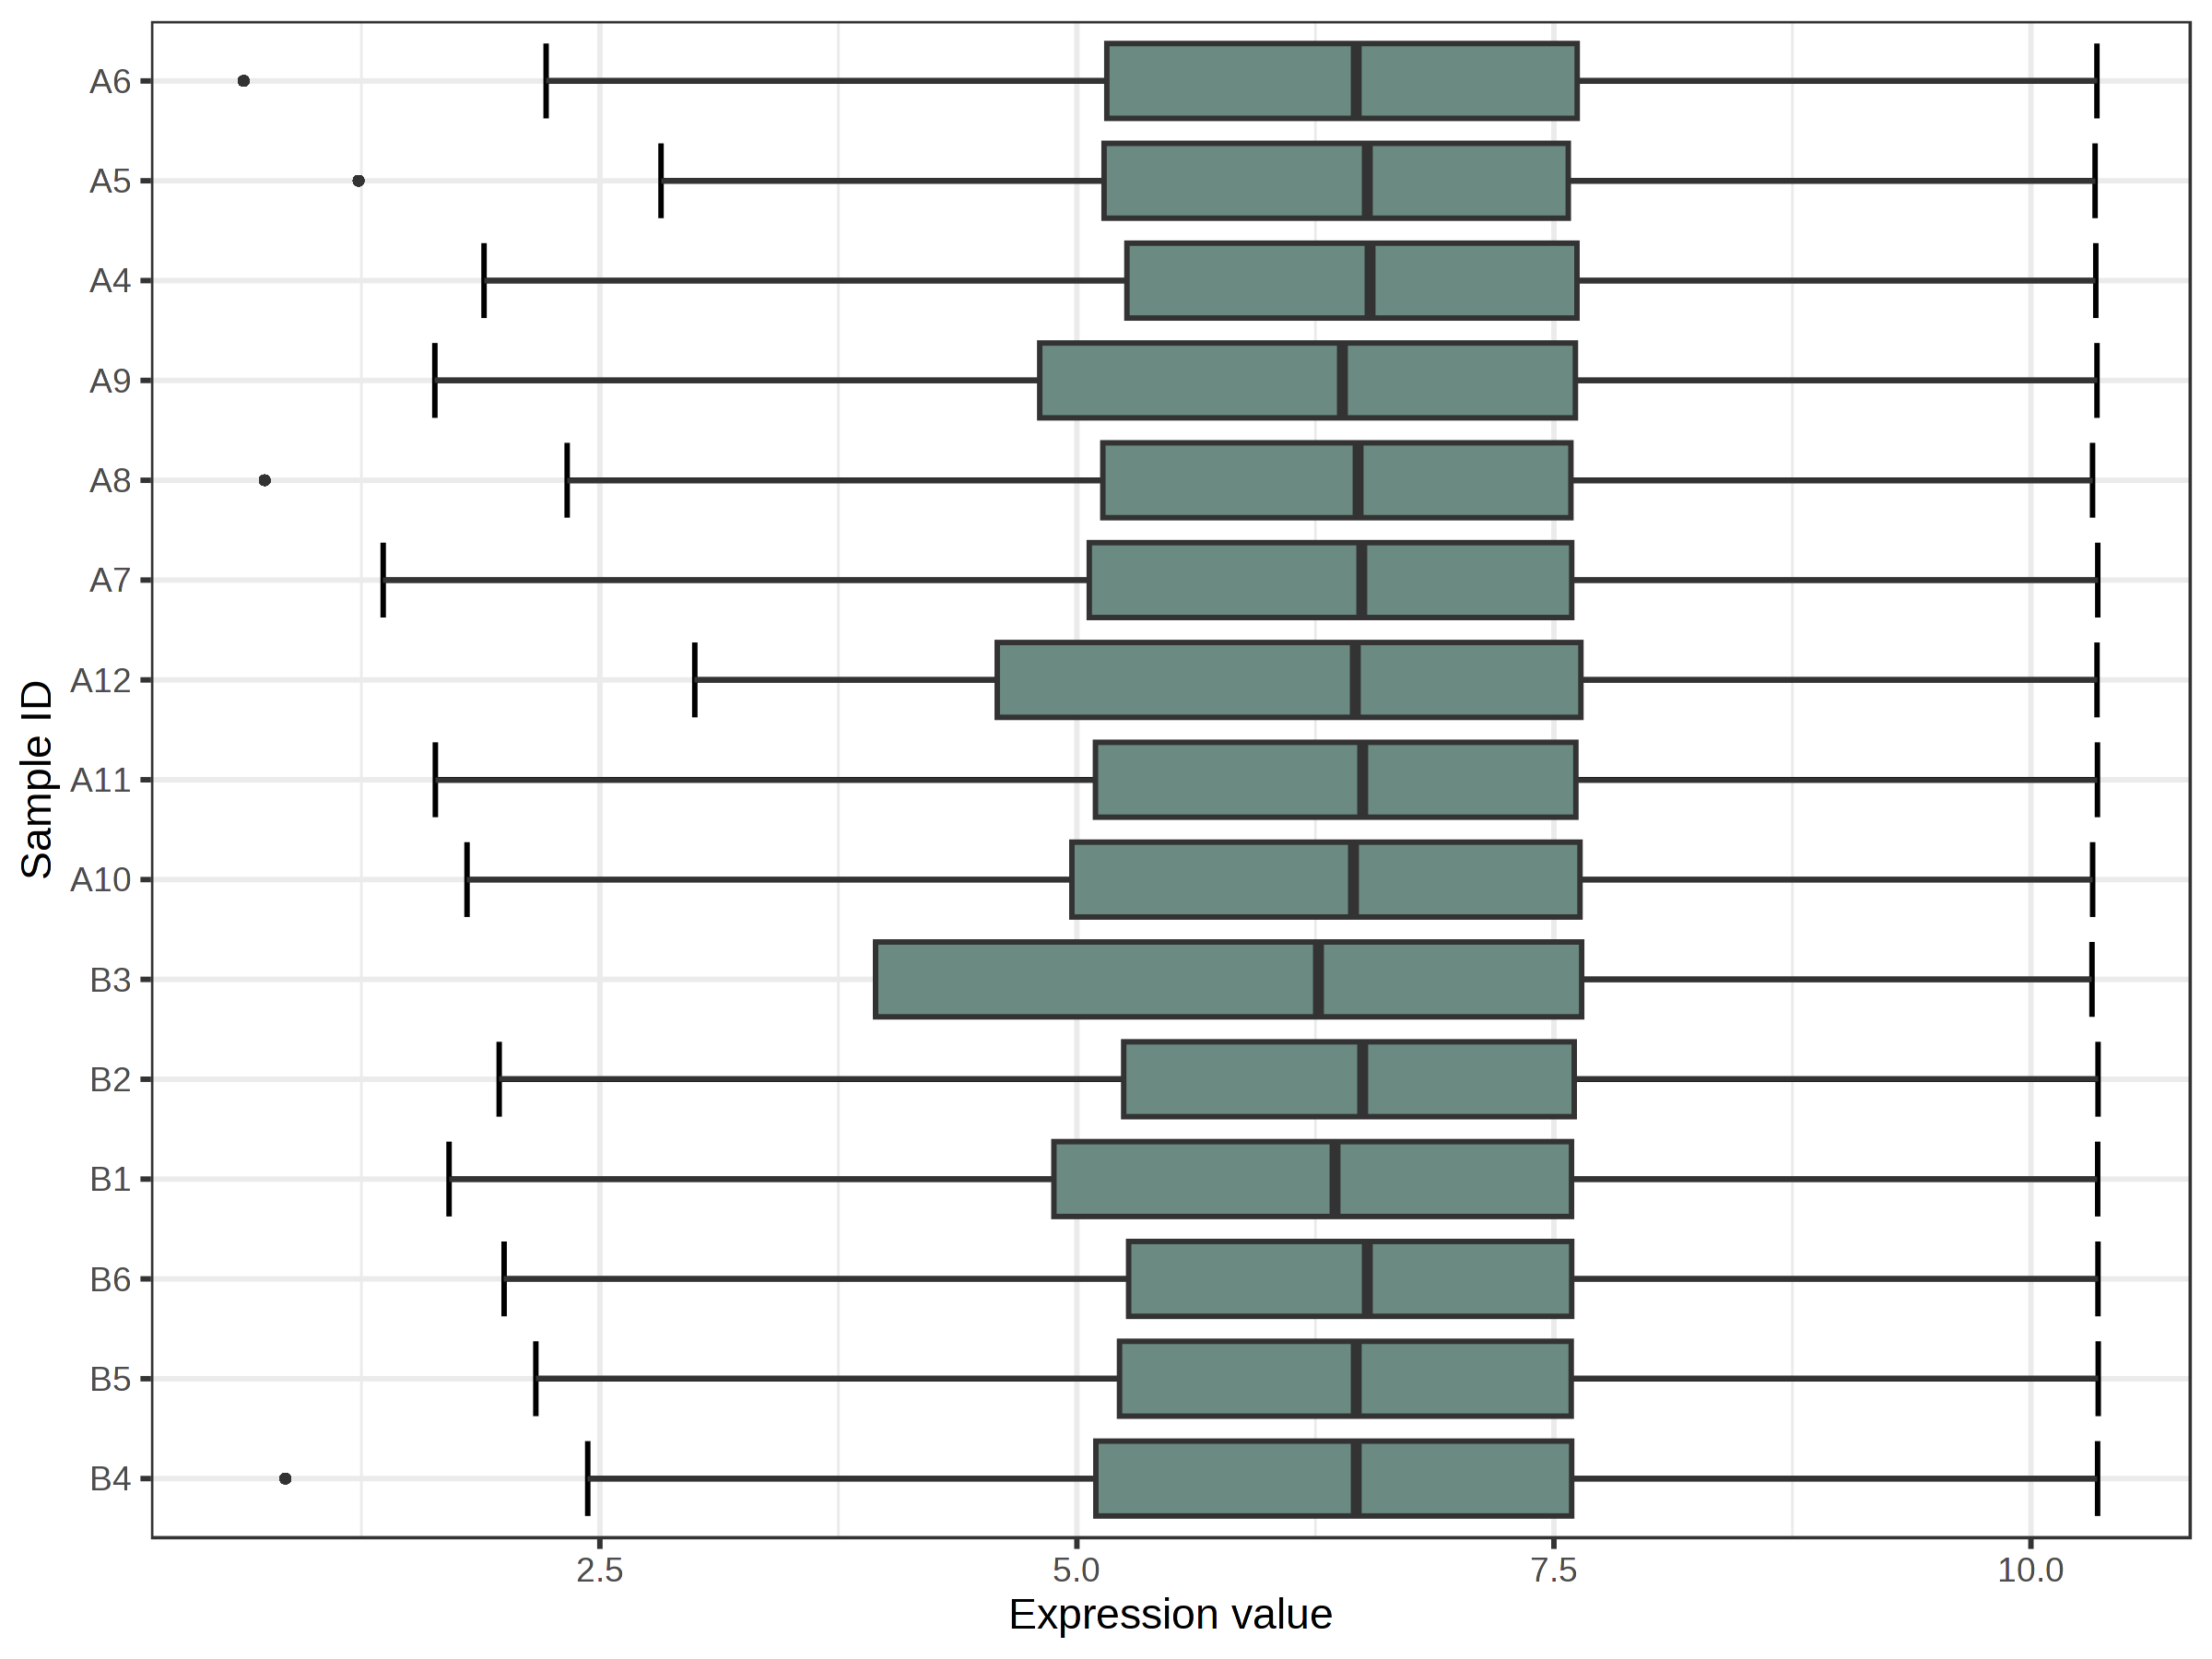 Sample ID
A6
A5
A4
A9
A8
A7
A12
A11
A10
B3
B2
B1
B6
B5
B4
2.5 5.0 7.5 10.0
Expression value